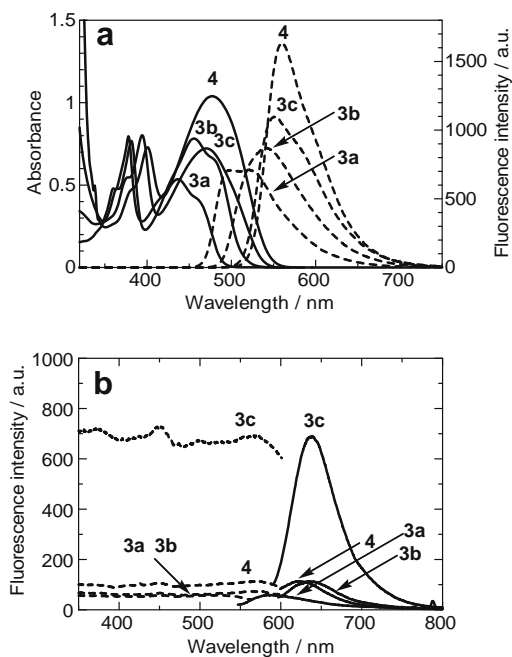 a
1.5
1
0.5
0
Absorbance
4
3b
3c
3a
4
3c
3b
3a
1500
1000
500
0
Fluorescence intensity / a.u.
400 500 600 700
Wavelength / nm
b
1000
800
600
400
200
0
Fluorescence intensity / a.u.
3c
3c
3a 3b
4
4
3a
3b
400 500 600 700 800
Wavelength / nm